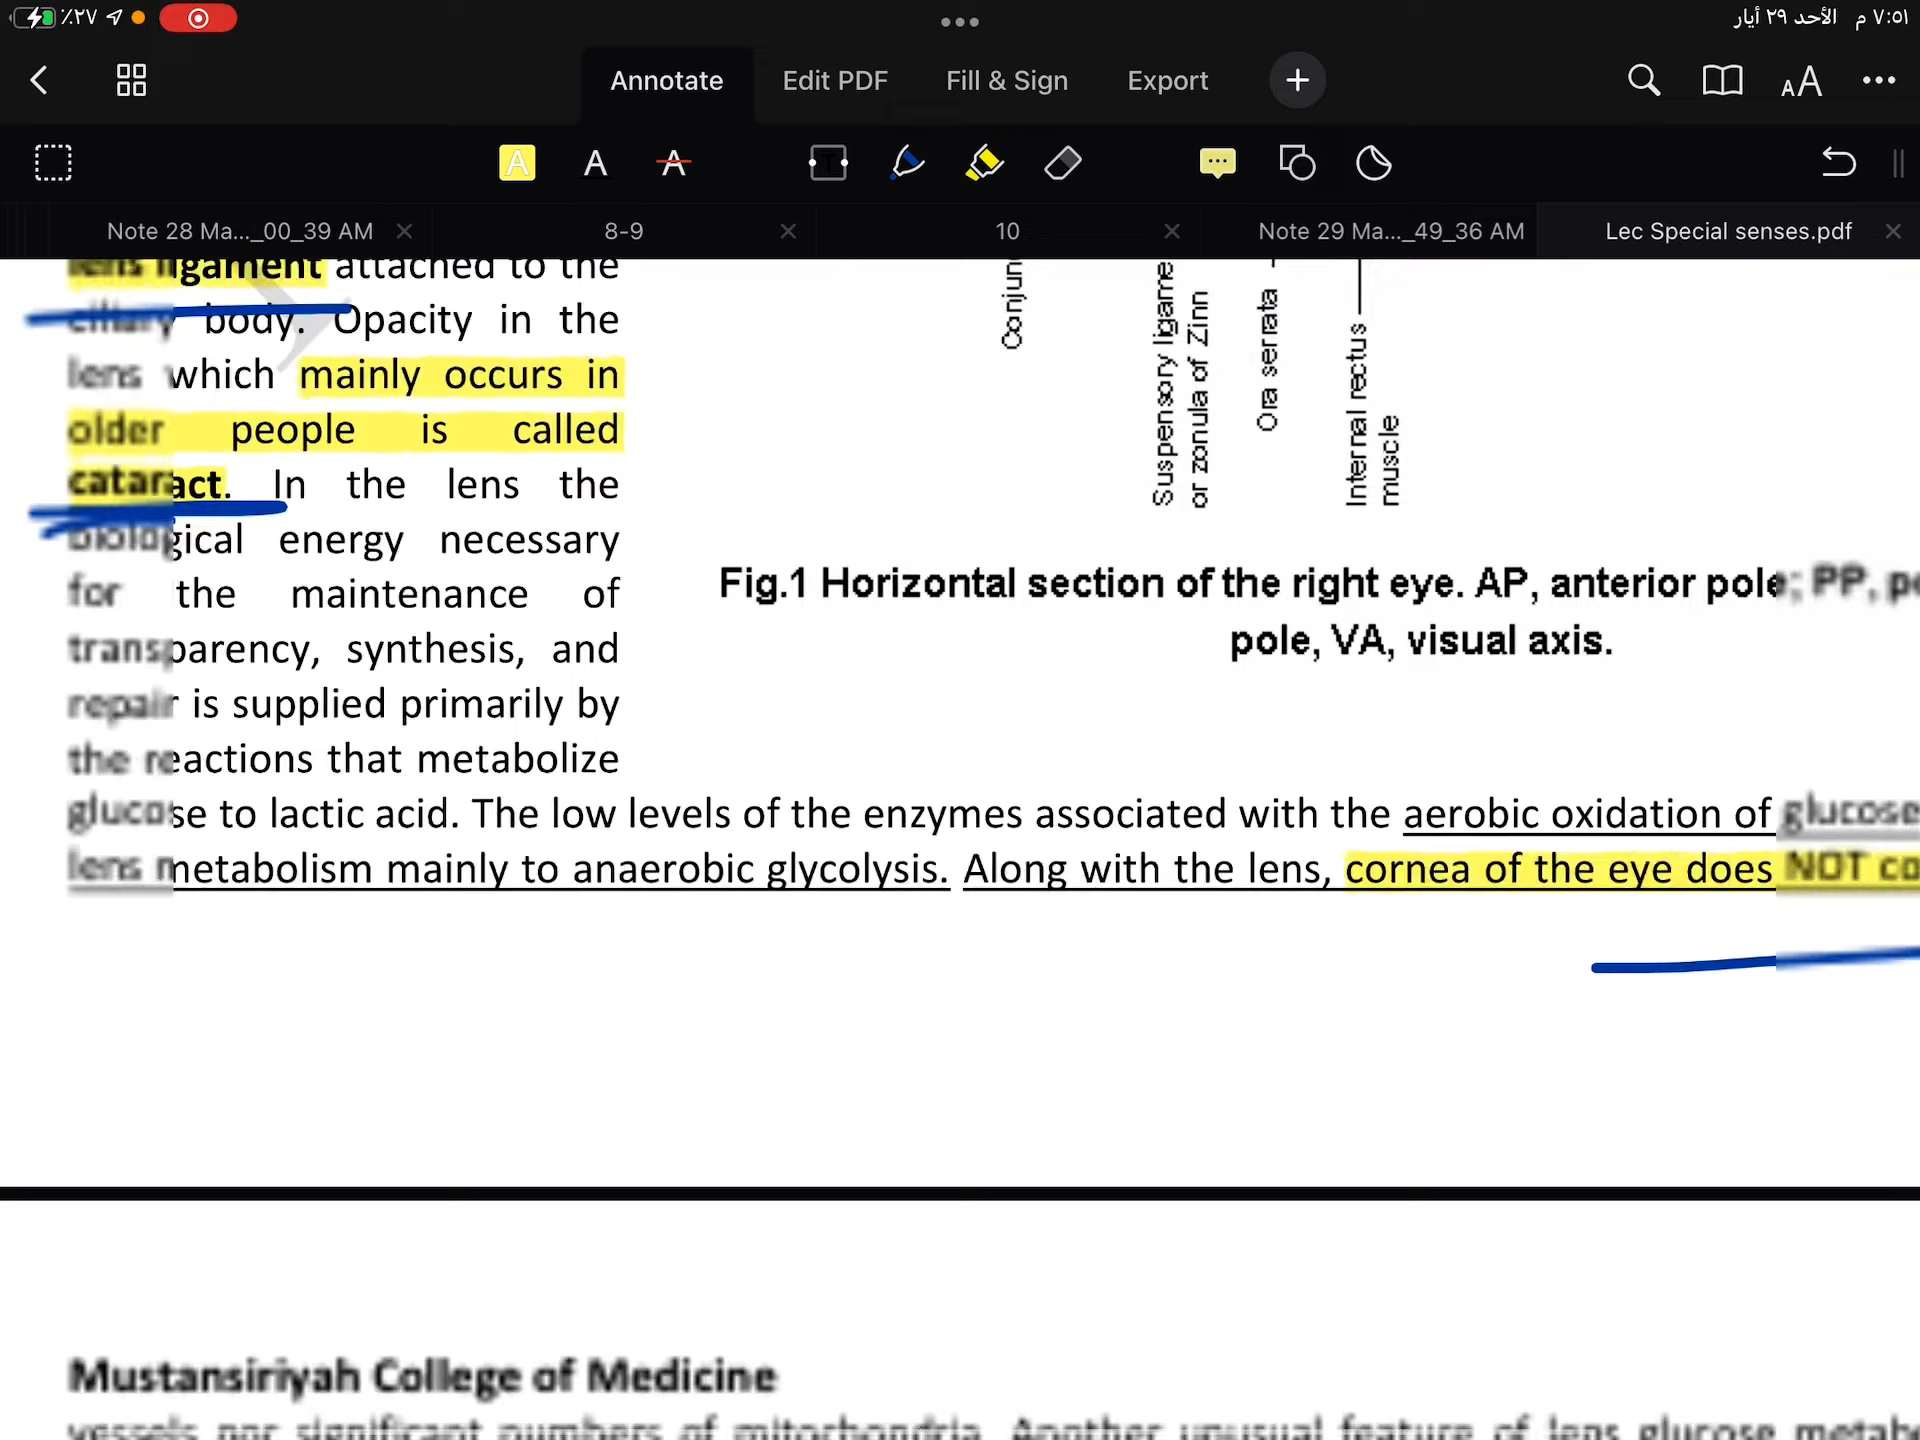 ٪٢٧
٧:٥١ م الأحد ٢٩ أيار
Annotate Edit PDF Fill & Sign Export
A A A T
AA
Note 28 Ma..._00_39 AM 8-9 10 Note 29 Ma..._49_36 AM Lec Special senses.pdf
lens ligament attached to the
ciliary body. Opacity in the
lens which mainly occurs in
older people is called
cataract. In the lens the
biological energy necessary
for the maintenance of
transparency, synthesis, and
repair is supplied primarily by
the reactions that metabolize
glucose to lactic acid. The low levels of the enzymes associated with the aerobic oxidation of glucose
lens metabolism mainly to anaerobic glycolysis. Along with the lens, cornea of the eye does NOT co
Conjun
Suspensory ligame
or zonula of Zinn
Ora serrata
Internal rectus
muscle
Fig.1 Horizontal section of the right eye. AP, anterior pole; PP, po
pole, VA, visual axis.
Mustansiriyah College of Medicine
vessels nor significant numbers of mitochondria. Another unusual feature of lens glucose metabo